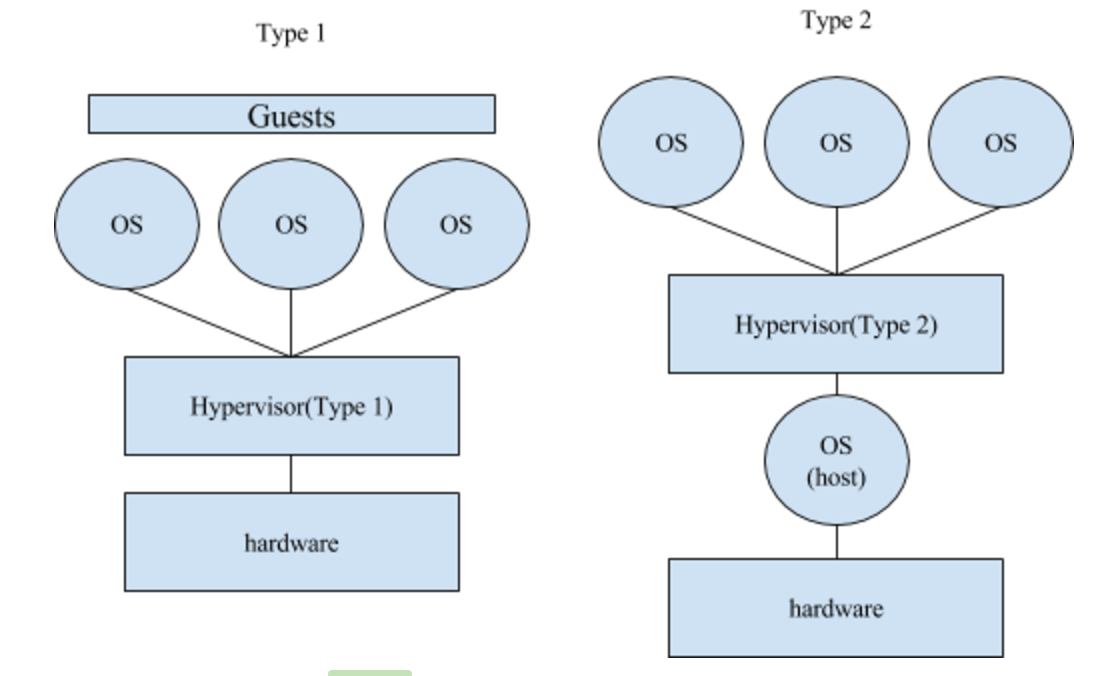 Type 1
Guests
OS
OS
OS
Hypervisor(Type 1)
hardware
Type 2
OS
OS
OS
Hypervisor(Type 2)
OS
(host)
hardware